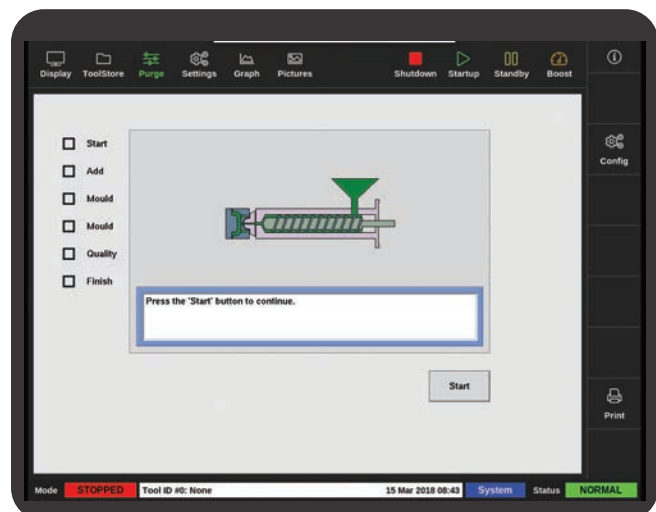 Display ToolStore Purge Settings Graph Pictures Shutdown Startup Standby Boost
Config
Start
Add
Mould
Mould
Quality
Finish
Press the 'Start' button to continue.
Start
Print
Mode STOPPED Tool ID #0: None 15 Mar 2018 08:43 System Status NORMAL